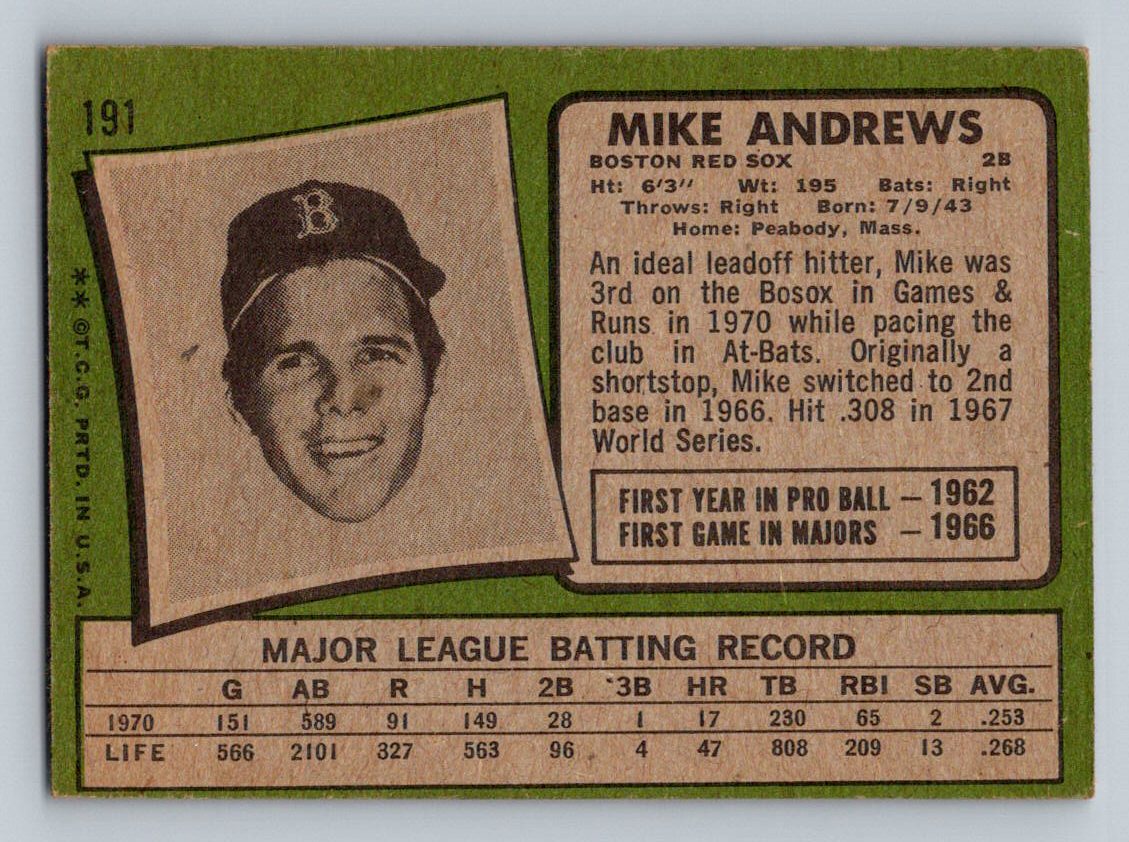 191
B
** ©T.C.G. PRTD. IN U.S.A.
MIKE ANDREWS
BOSTON RED SOX 2B
Ht: 6'3" Wt: 195 Bats: Right
Throws: Right Born: 7/9/43
Home: Peabody, Mass.
An ideal leadoff hitter, Mike was
3rd on the Bosox in Games &
Runs in 1970 while pacing the
club in At-Bats. Originally a
shortstop, Mike switched to 2nd
base in 1966. Hit .308 in 1967
World Series.
FIRST YEAR IN PRO BALL — 1962
FIRST GAME IN MAJORS — 1966
MAJOR LEAGUE BATTING RECORD
G AB R H 2B 3B HR TB RBI SB AVG.
1970 151 589 91 149 28 1 17 230 65 2 .253
LIFE 566 2101 327 563 96 4 47 808 209 13 .268